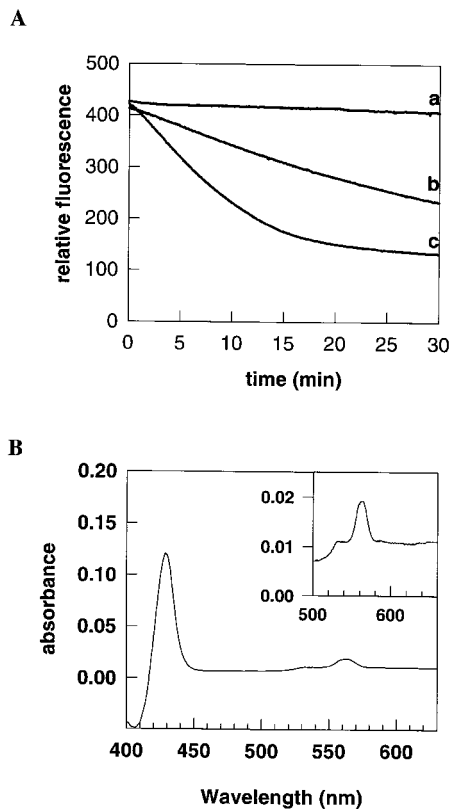 A
500
400
300
200
100
0
relative fluorescence
a
b
c
0 5 10 15 20 25 30
time (min)
B
0.20
0.15
0.10
0.05
0.00
absorbance
0.02
0.01
0.00
500 600
400 450 500 550 600
Wavelength (nm)